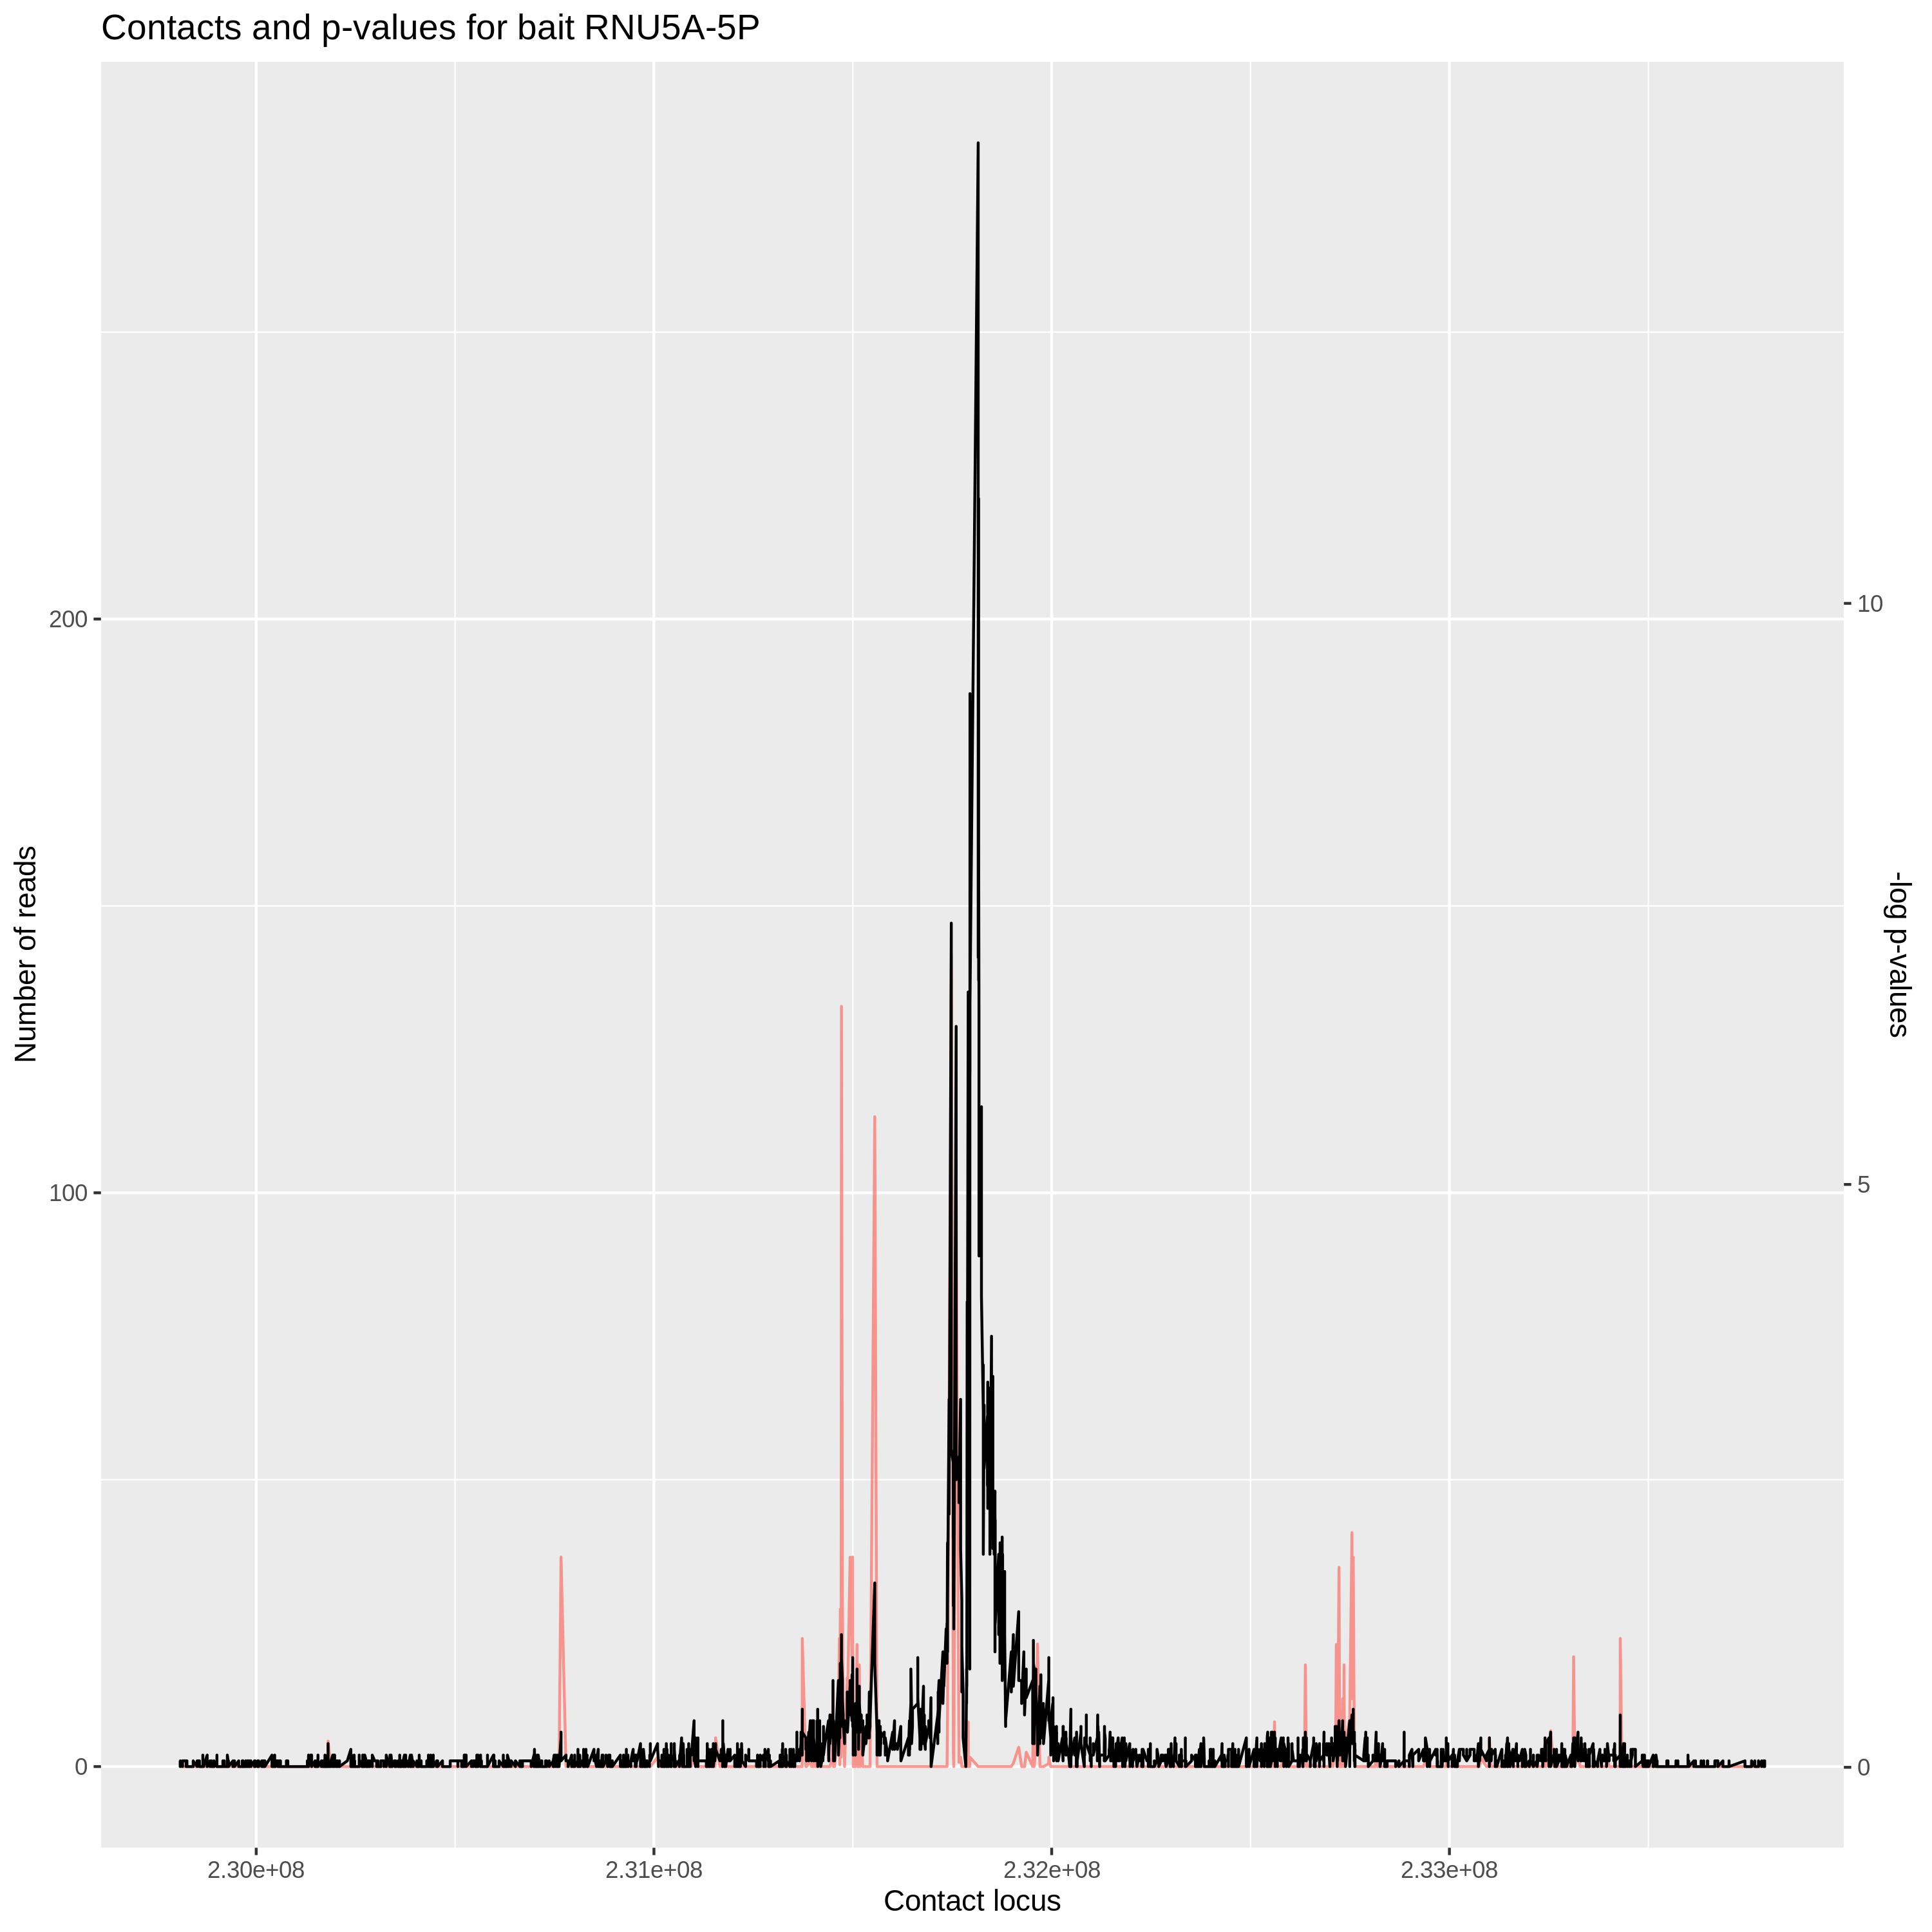 Contacts and p-values for bait RNU5A-5P
Number of reads
200
100
0
10
5
0
-log p-values
2.30e+08
2.31e+08
2.32e+08
2.33e+08
Contact locus